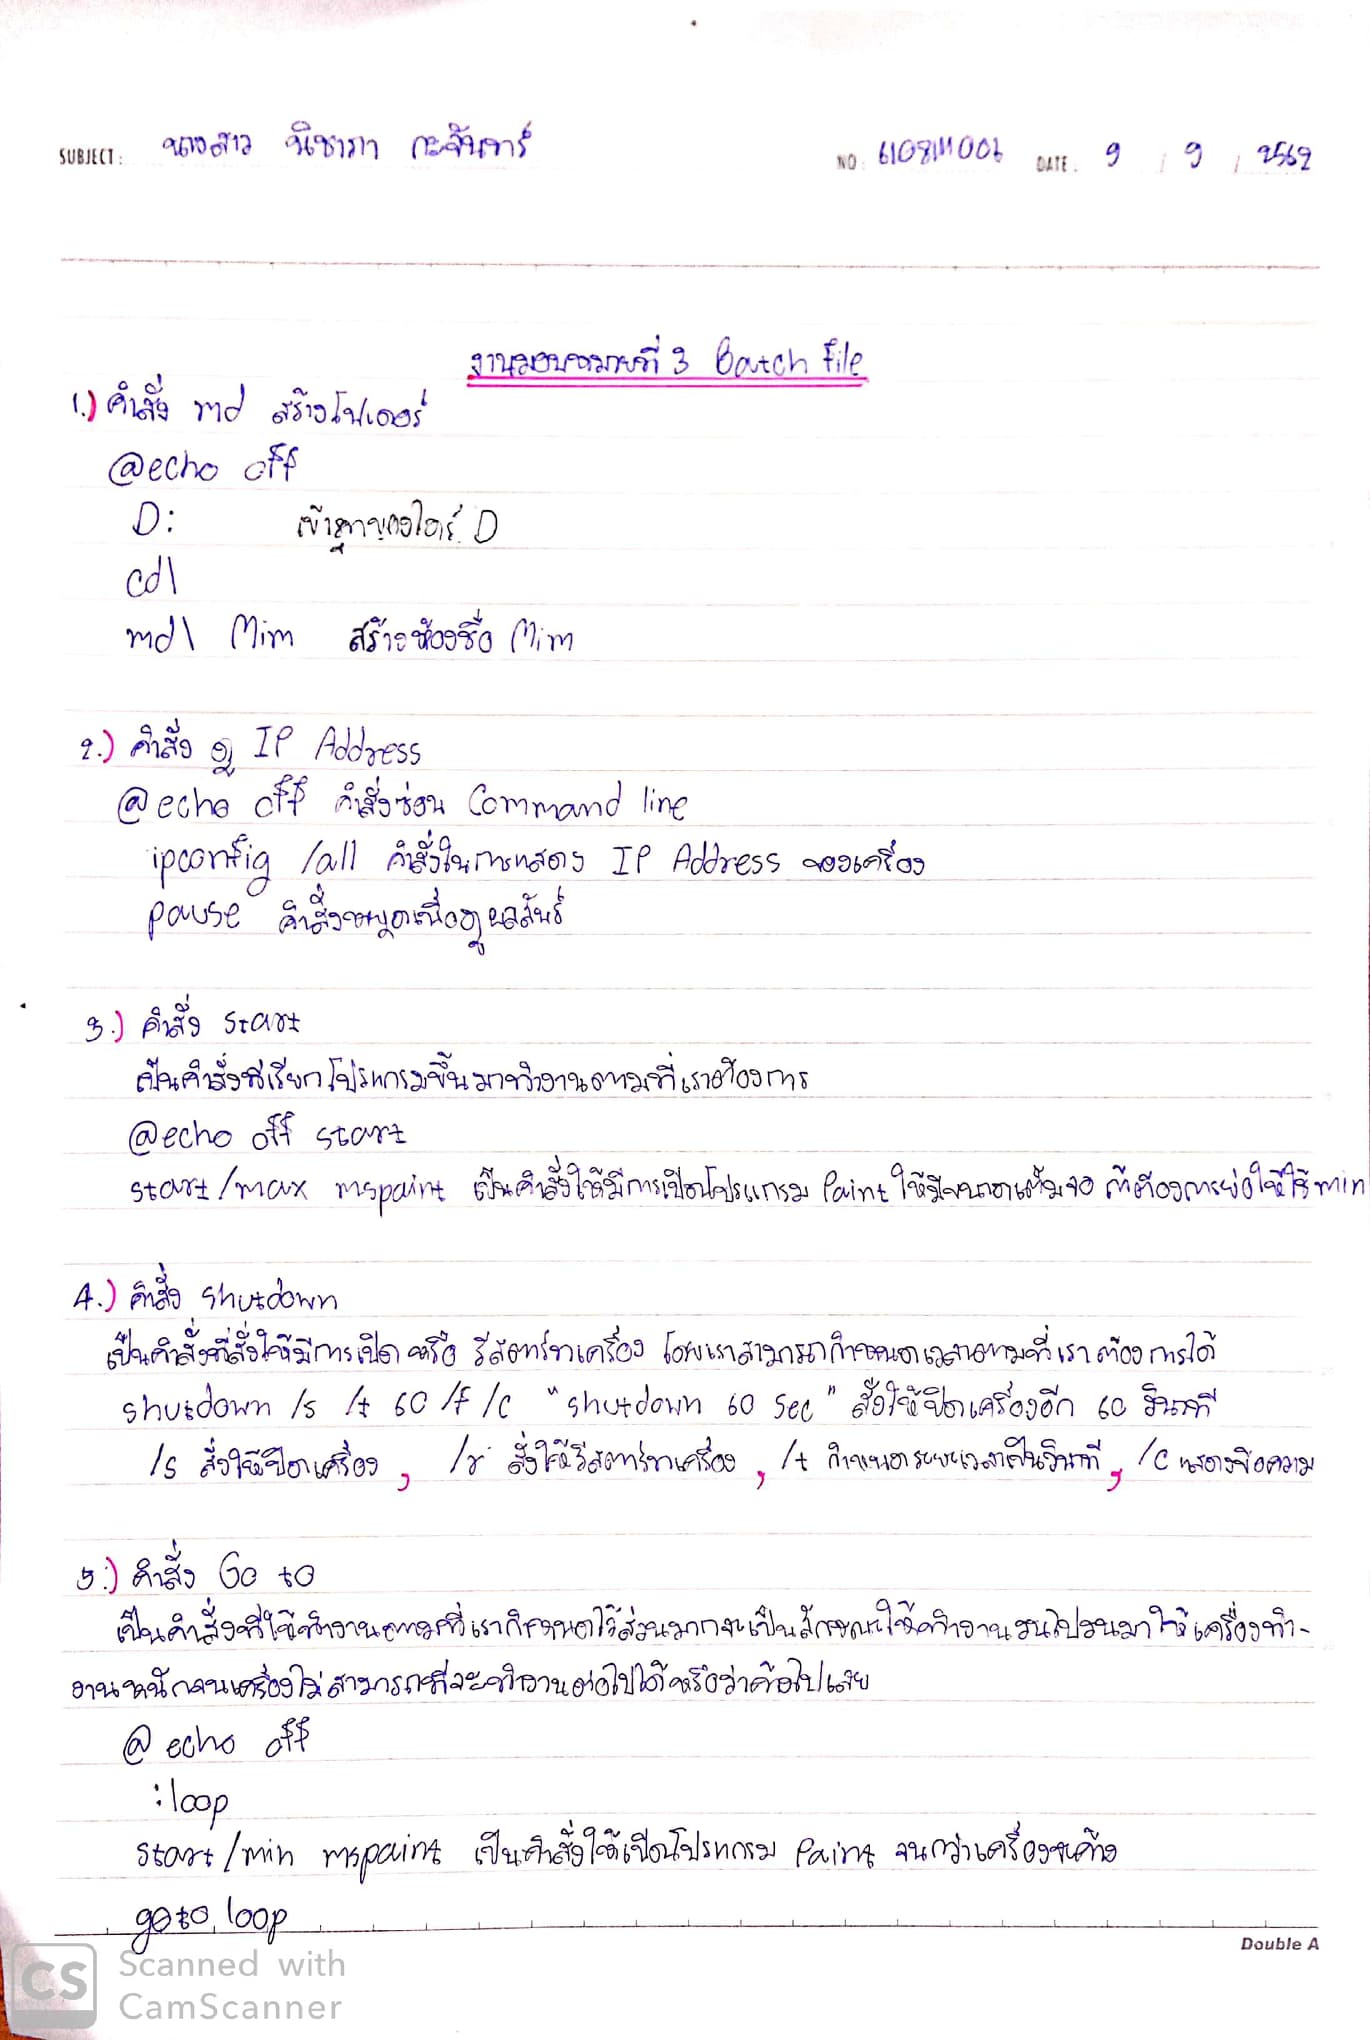 SUBJECT: นางสาว ณิชาภา กะจันทร์ NO: 6108111006 DATE. 9 / 9 / 2562
งานมอบหมายที่ 3 Batch file
1.) คำสั่ง md สร้างโฟเดอร์
@echo off
D: เข้ามาของไดร์ D
cd\
md\ Mim สร้างห้องชื่อ Mim
2.) คำสั่ง ดู IP Address
@echo off คำสั่งซ่อน Command line
ipconfig /all คำสั่งในการแสดง IP Address ของเครื่อง
pause คำสั่งหยุดเพื่อดูผลลัพธ์
3.) คำสั่ง start
เป็นคำสั่งที่เรียกโปรแกรมขึ้นมาทำงานตามที่เราต้องการ
@echo off start
start/max mspaint เป็นคำสั่งให้มีการเปิดโปรแกรม Paint ให้มีขนาดเต็มจอ ถ้าต้องการย่อให้ใช้ min
4.) คำสั่ง shutdown
เป็นคำสั่งที่สั่งให้มีการเปิด หรือ รีสตาร์ทเครื่อง โดยเราสามารถกำหนดเวลาตามที่เราต้องการได้
shutdown /s /t 60 /f /c "shutdown 60 sec" สั่งให้ปิดเครื่องอีก 60 วินาที
/s สั่งให้ปิดเครื่อง, /r สั่งให้รีสตาร์ทเครื่อง, /t กำหนดระยะเวลาเป็นวินาที, /c แสดงข้อความ
5.) คำสั่ง Go to
เป็นคำสั่งที่ให้ทำงานตามที่เรากำหนดไว้ส่วนมากจะเป็นลักษณะให้ทำงานวนไปวนมาให้เครื่องทำ-
งานหนักจนเครื่องไม่สามารถที่จะทำงานต่อไปได้หรือว่าค้างไปเลย
@ echo off
:loop
start/min mspaint เป็นคำสั่งให้เปิดโปรแกรม Paint จนกว่าเครื่องจะค้าง
goto loop
Double A
CS Scanned with
CamScanner